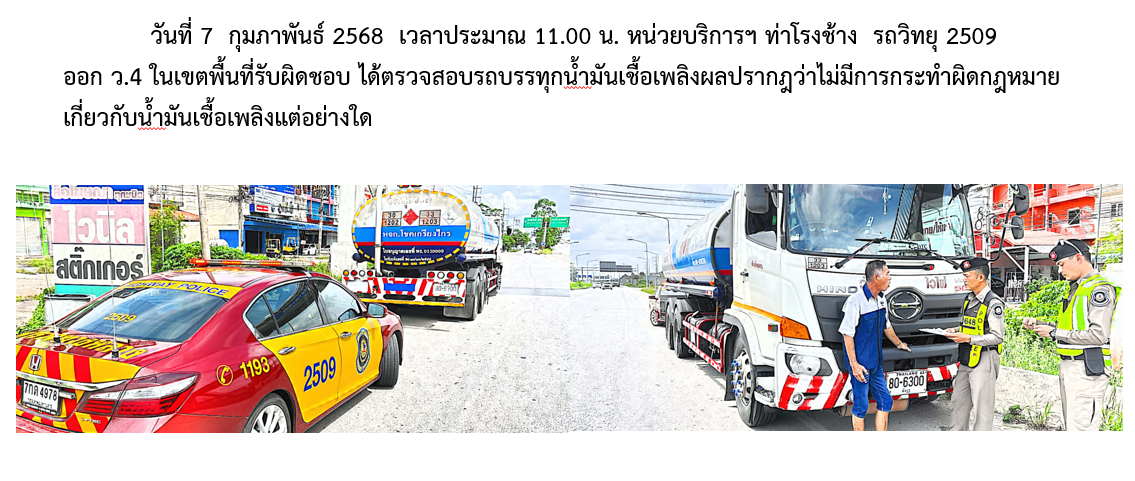 วันที่ 7 กุมภาพันธ์ 2568 เวลาประมาณ 11.00 น. หน่วยบริการฯ ท่าโรงช้าง รถวิทยุ 2509
ออก ว.4 ในเขตพื้นที่รับผิดชอบ ได้ตรวจสอบรถบรรทุกน้ำมันเชื้อเพลิงผลปรากฎว่าไม่มีการกระทำผิดกฎหมาย
เกี่ยวกับน้ำมันเชื้อเพลิงแต่อย่างใด
ไวนิล
สติ๊กเกอร์
HIGHWAY POLICE
2509
1193
2509
4978
30
1202
33
1203
หจก.โชคเกรียงไกร
80-6300
33
1203
HINO
THAILAND
80-6300
648